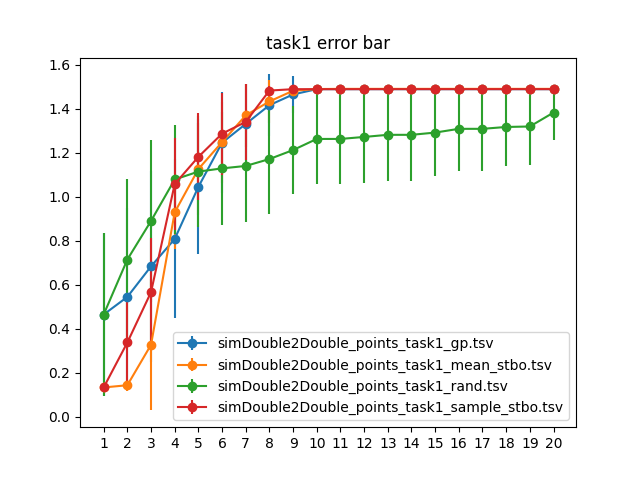 task1 error bar
1.6
1.4
1.2
1.0
0.8
0.6
0.4
0.2
0.0
simDouble2Double_points_task1_gp.tsv
simDouble2Double_points_task1_mean_stbo.tsv
simDouble2Double_points_task1_rand.tsv
simDouble2Double_points_task1_sample_stbo.tsv
1 2 3 4 5 6 7 8 9 10 11 12 13 14 15 16 17 18 19 20